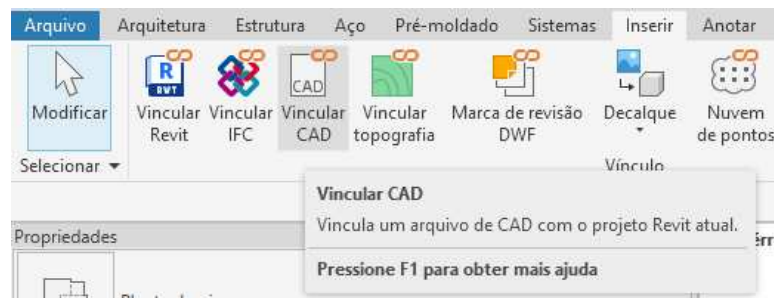 Arquivo Arquitetura Estrutura Aço Pré-moldado Sistemas Inserir Anotar
R
RVT
CAD
Modificar
Vincular Revit
Vincular IFC
Vincular CAD
Vincular topografia
Marca de revisão DWF
Decalque
Nuvem de pontos
Selecionar
Vínculo
Vincular CAD
Vincula um arquivo de CAD com o projeto Revit atual.
Pressione F1 para obter mais ajuda
Propriedades